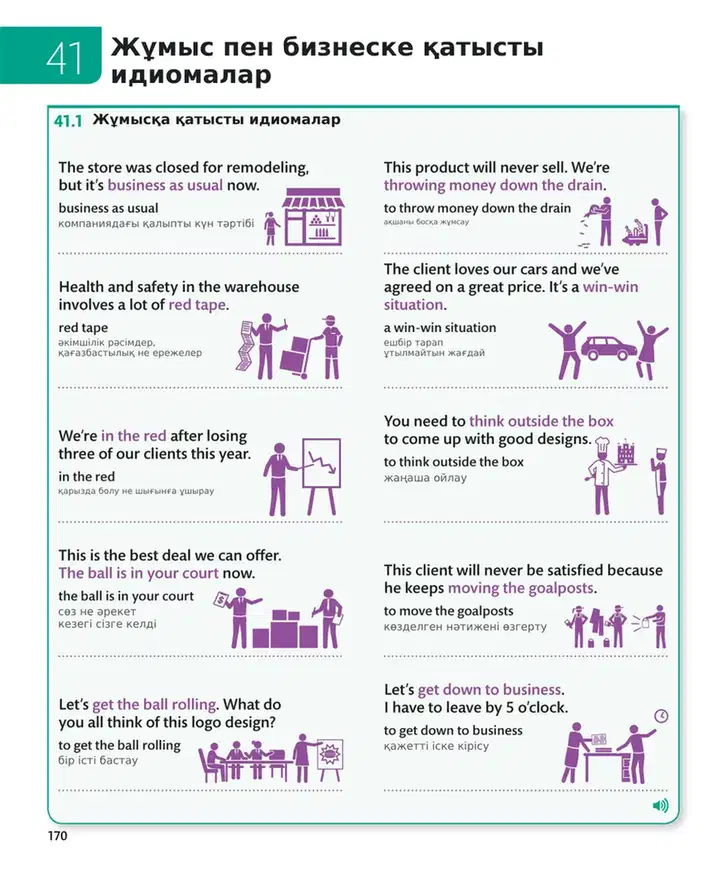 41
Жұмыс пен бизнеске қатысты
идиомалар
41.1 Жұмысқа қатысты идиомалар
The store was closed for remodeling,
but it's business as usual now.
business as usual
компаниядағы қалыпты күн тәртібі
Health and safety in the warehouse
involves a lot of red tape.
red tape
әкімшілік рәсімдер,
қағазбастылық не ережелер
We're in the red after losing
three of our clients this year.
in the red
қарызда болу не шығынға ұшырау
This is the best deal we can offer.
The ball is in your court now.
the ball is in your court
сөз не әрекет
кезегі сізге келді
Let's get the ball rolling. What do
you all think of this logo design?
to get the ball rolling
бір істі бастау
This product will never sell. We're
throwing money down the drain.
to throw money down the drain
ақшаны босқа жұмсау
The client loves our cars and we've
agreed on a great price. It's a win-win
situation.
a win-win situation
ешбір тарап
ұтылмайтын жағдай
You need to think outside the box
to come up with good designs.
to think outside the box
жаңаша ойлау
This client will never be satisfied because
he keeps moving the goalposts.
to move the goalposts
көзделген нәтижені өзгерту
Let's get down to business.
I have to leave by 5 o'clock.
to get down to business
қажетті іске кірісу
170